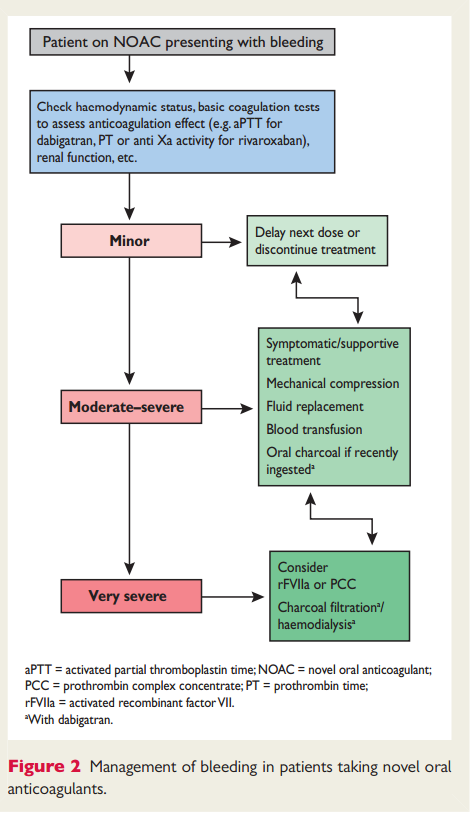 Patient on NOAC presenting with bleeding
Check haemodynamic status, basic coagulation tests
to assess anticoagulation effect (e.g. aPTT for
dabigatran, PT or anti Xa activity for rivaroxaban),
renal function, etc.
Minor
Delay next dose or
discontinue treatment
Moderate–severe
Symptomatic/supportive
treatment
Mechanical compression
Fluid replacement
Blood transfusion
Oral charcoal if recently
ingestedᵃ
Very severe
Consider
rFVIIa or PCC
Charcoal filtrationᵃ/
haemodialysisᵃ
aPTT = activated partial thromboplastin time; NOAC = novel oral anticoagulant;
PCC = prothrombin complex concentrate; PT = prothrombin time;
rFVIIa = activated recombinant factor VII.
ᵃWith dabigatran.
Figure 2 Management of bleeding in patients taking novel oral
anticoagulants.